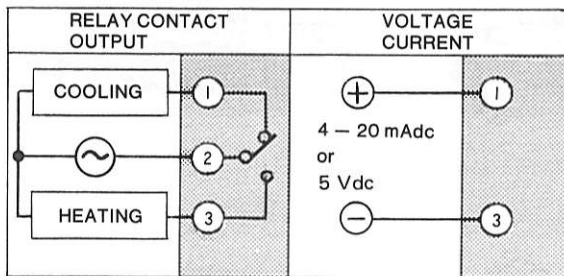 RELAY CONTACT
OUTPUT
VOLTAGE
CURRENT
COOLING
1
2
HEATING
3
+
1
4 – 20 mAdc
or
5 Vdc
−
3